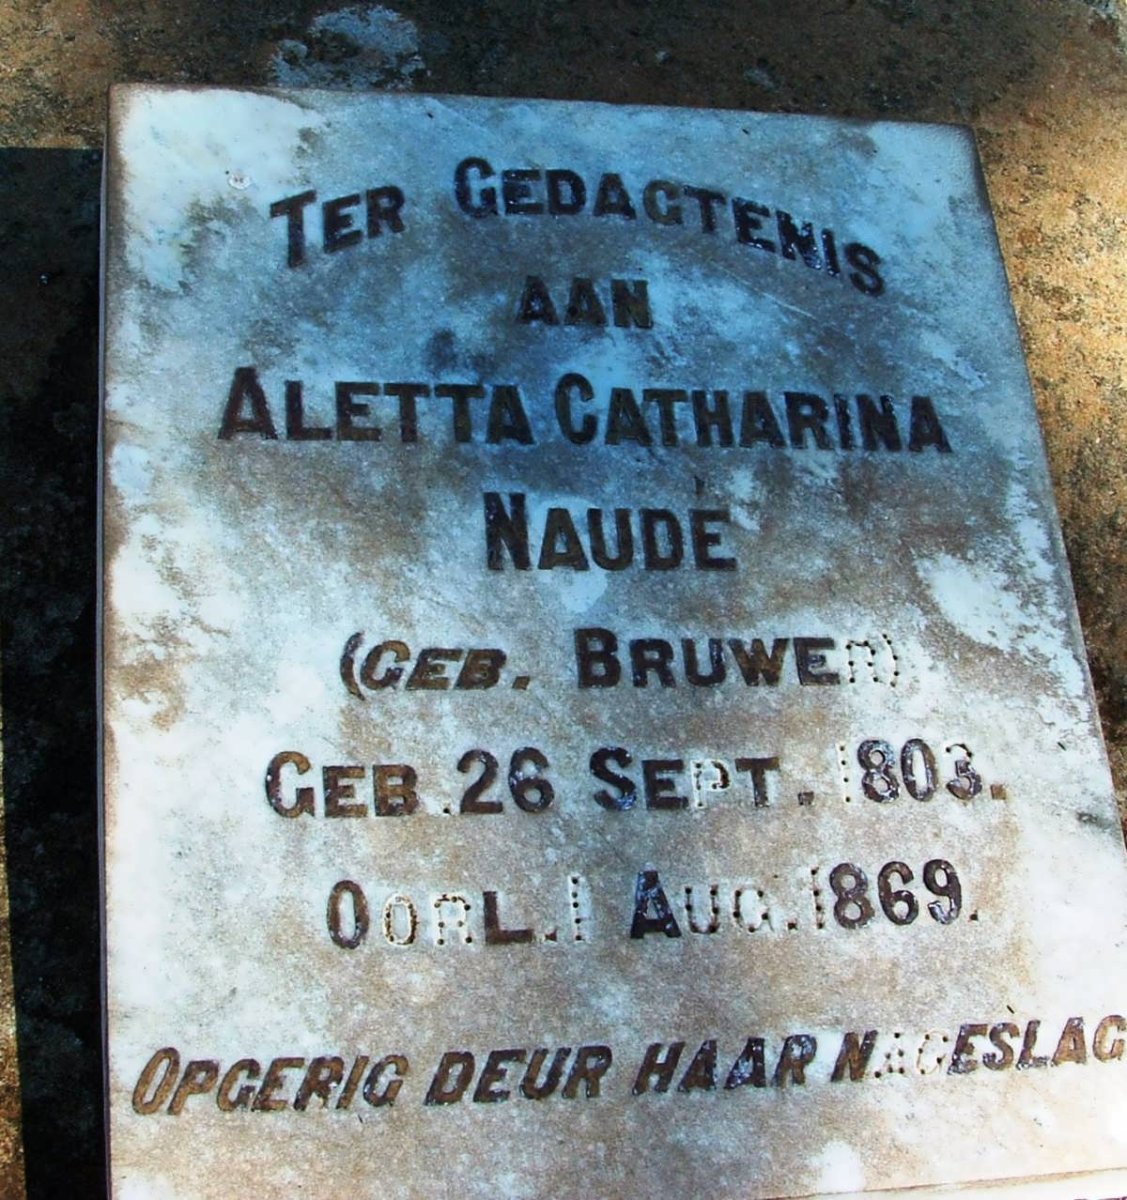 TER GEDAGTENIS
AAN
ALETTA CATHARINA
NAUDE
(GEB. BRUWER)
GEB. 26 SEPT. 1803.
OORL. 1 AUG. 1869.
OPGERIG DEUR HAAR NAGESLAG